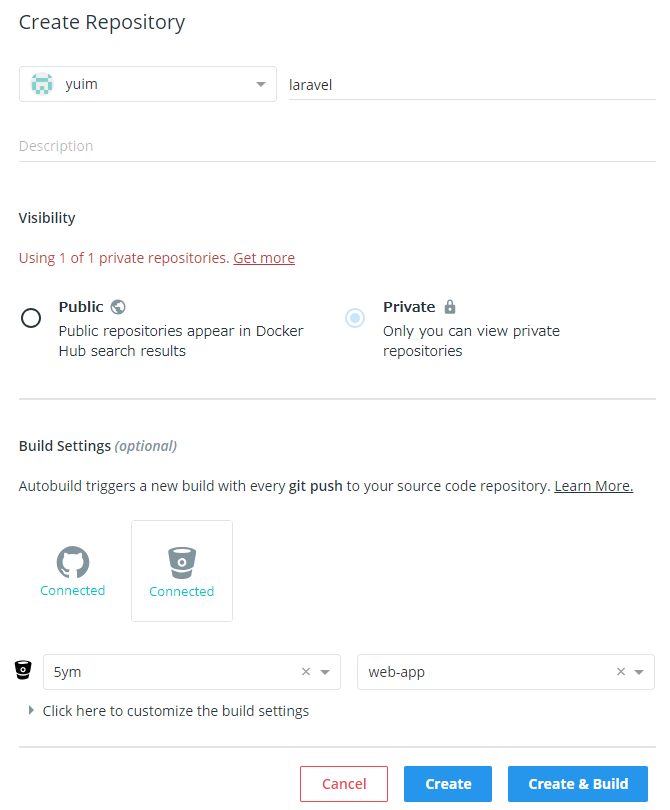 Create Repository
yuim
laravel
Description
Visibility
Using 1 of 1 private repositories. Get more
Public
Public repositories appear in Docker
Hub search results
Private
Only you can view private
repositories
Build Settings (optional)
Autobuild triggers a new build with every git push to your source code repository. Learn More.
Connected
Connected
5ym
web-app
Click here to customize the build settings
Cancel
Create
Create & Build